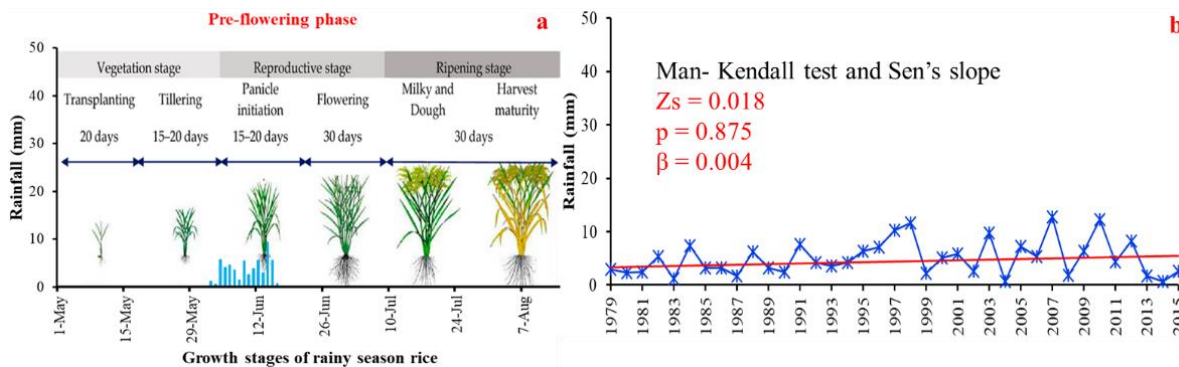 Pre-flowering phase
a
50
40
30
20
10
0
Rainfall (mm)
Vegetation stage
Reproductive stage
Ripening stage
Transplanting
Tillering
Panicle
initiation
Flowering
Milky and
Dough
Harvest
maturity
20 days
15–20 days
15–20 days
30 days
30 days
1-May
15-May
29-May
12-Jun
26-Jun
10-Jul
24-Jul
7-Aug
Growth stages of rainy season rice
b
50
40
30
20
10
0
Rainfall (mm)
Man- Kendall test and Sen's slope
Zs = 0.018
p = 0.875
β = 0.004
1979
1981
1983
1985
1987
1989
1991
1993
1995
1997
1999
2001
2003
2005
2007
2009
2011
2013
2015